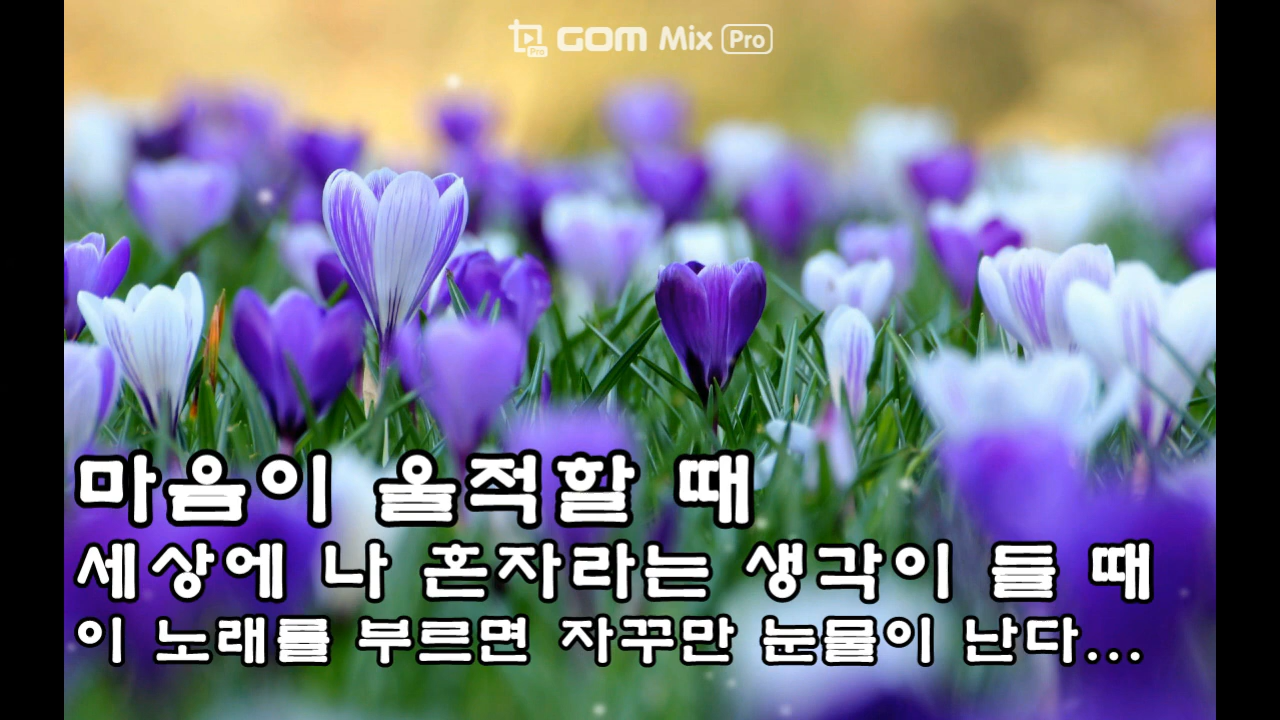 GOM Mix Pro
마음이 울적할 때
세상에 나 혼자라는 생각이 들 때
이 노래를 부르면 자꾸만 눈물이 난다...